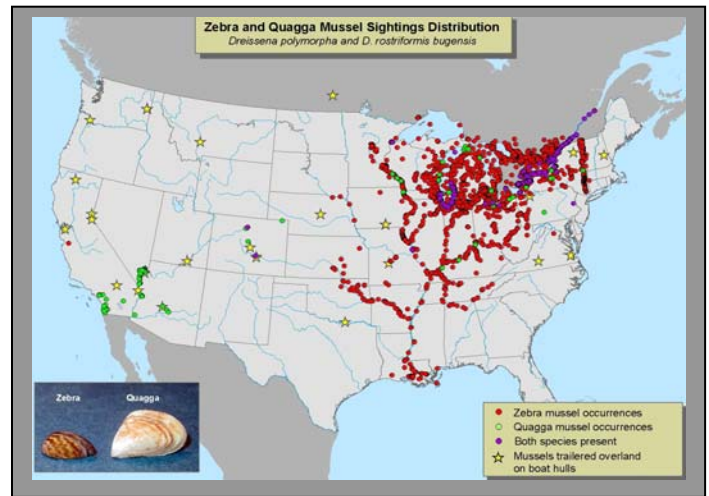 Zebra and Quagga Mussel Sightings Distribution
Dreissena polymorpha and D. rostriformis bugensis
Zebra
Quagga
Zebra mussel occurrences
Quagga mussel occurrences
Both species present
Mussels trailered overland
on boat hulls